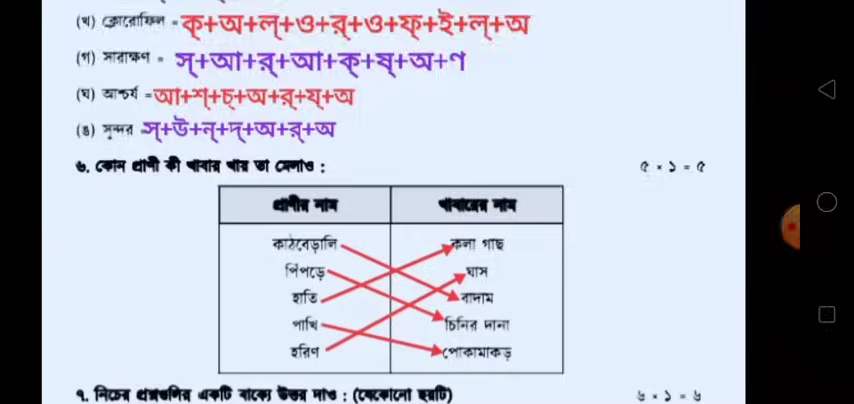 (খ) ক্লোরোফিল = ক্+অ+ল্+ও+র্+ও+ফ্+ই+ল্+অ
(গ) সারাক্ষণ = স্+আ+র্+আ+ক্+ষ্+অ+ণ
(ঘ) আশ্চর্য = আ+শ্+চ্+অ+র্+য্+অ
(ঙ) সুন্দর = স্+উ+ন্+দ্+অ+র্+অ
৬. কোন প্রাণী কী খাবার খায় তা মেলাও : ৫ × ১ = ৫
প্রাণীর নাম খাবারের নাম
কাঠবেড়ালি কলা গাছ
পিঁপড়ে ঘাস
হাতি বাদাম
পাখি চিনির দানা
হরিণ পোকামাকড়
৭. নিচের প্রশ্নগুলির একটি বাক্যে উত্তর দাও : (যেকোনো ছয়টি) ৬ × ১ = ৬